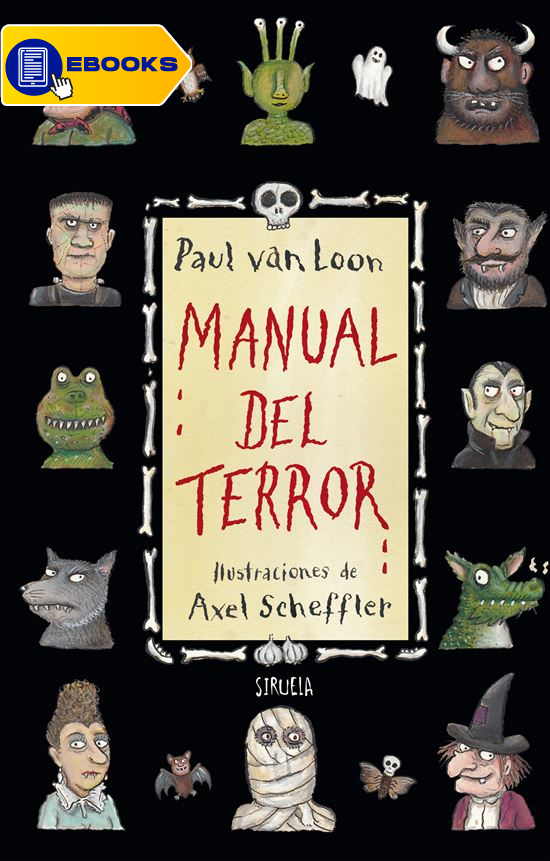 EBOOKS
Paul van Loon
MANUAL
DEL
TERROR
Ilustraciones de
Axel Scheffler
SIRUELA